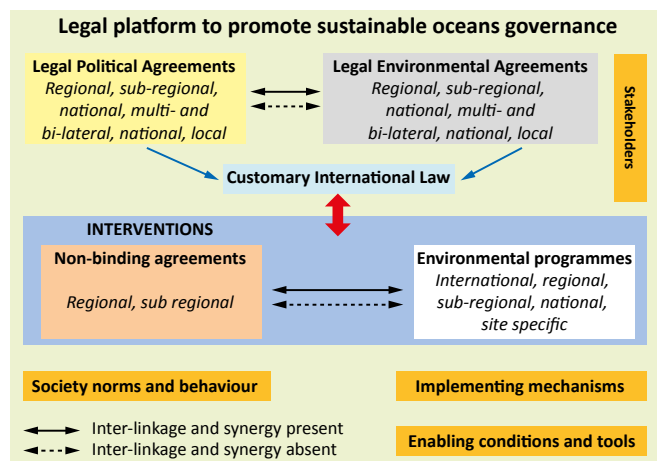 Legal platform to promote sustainable oceans governance
Legal Political Agreements
Regional, sub-regional,
national, multi- and
bi-lateral, national, local
Legal Environmental Agreements
Regional, sub-regional,
national, multi- and
bi-lateral, national, local
Stakeholders
Customary International Law
INTERVENTIONS
Non-binding agreements
Regional, sub regional
Environmental programmes
International, regional,
sub-regional, national,
site specific
Society norms and behaviour
Implementing mechanisms
Inter-linkage and synergy present
Inter-linkage and synergy absent
Enabling conditions and tools